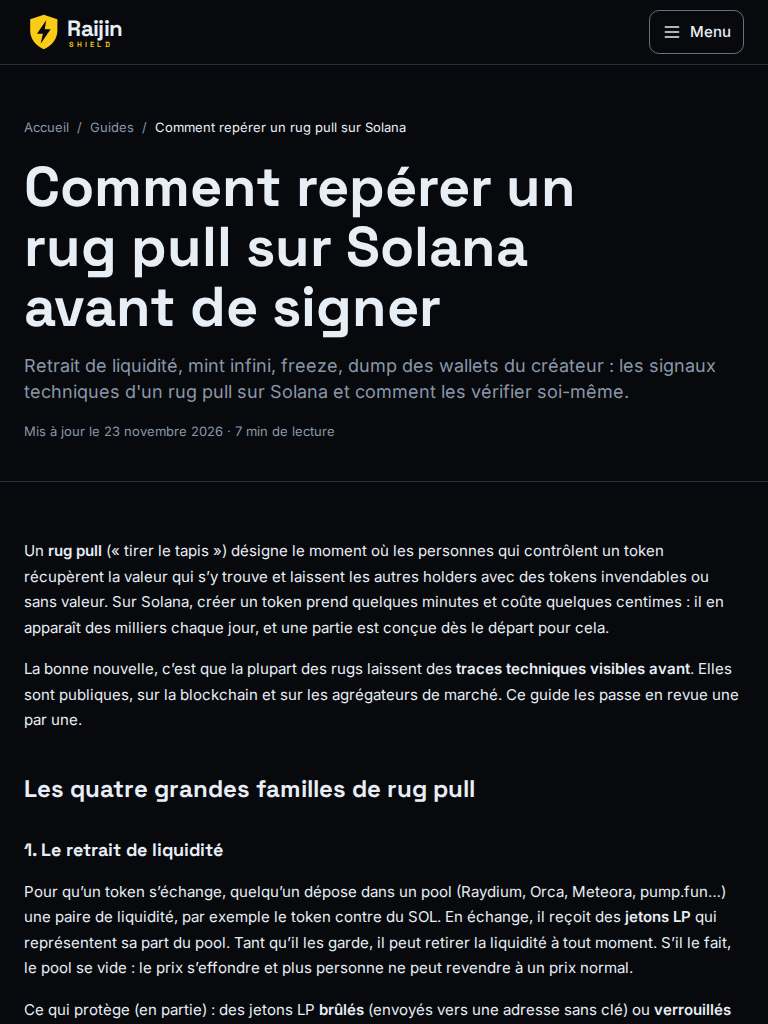 Raijin
SHIELD
Menu
Accueil / Guides / Comment repérer un rug pull sur Solana
Comment repérer un
rug pull sur Solana
avant de signer
Retrait de liquidité, mint infini, freeze, dump des wallets du créateur : les signaux
techniques d'un rug pull sur Solana et comment les vérifier soi-même.
Mis à jour le 23 novembre 2026 · 7 min de lecture
Un rug pull (« tirer le tapis ») désigne le moment où les personnes qui contrôlent un token
récupèrent la valeur qui s’y trouve et laissent les autres holders avec des tokens invendables ou
sans valeur. Sur Solana, créer un token prend quelques minutes et coûte quelques centimes : il en
apparaît des milliers chaque jour, et une partie est conçue dès le départ pour cela.
La bonne nouvelle, c’est que la plupart des rugs laissent des traces techniques visibles avant. Elles
sont publiques, sur la blockchain et sur les agrégateurs de marché. Ce guide les passe en revue une
par une.
Les quatre grandes familles de rug pull
1. Le retrait de liquidité
Pour qu’un token s’échange, quelqu’un dépose dans un pool (Raydium, Orca, Meteora, pump.fun…)
une paire de liquidité, par exemple le token contre du SOL. En échange, il reçoit des jetons LP qui
représentent sa part du pool. Tant qu’il les garde, il peut retirer la liquidité à tout moment. S’il le fait,
le pool se vide : le prix s’effondre et plus personne ne peut revendre à un prix normal.
Ce qui protège (en partie) : des jetons LP brûlés (envoyés vers une adresse sans clé) ou verrouillés